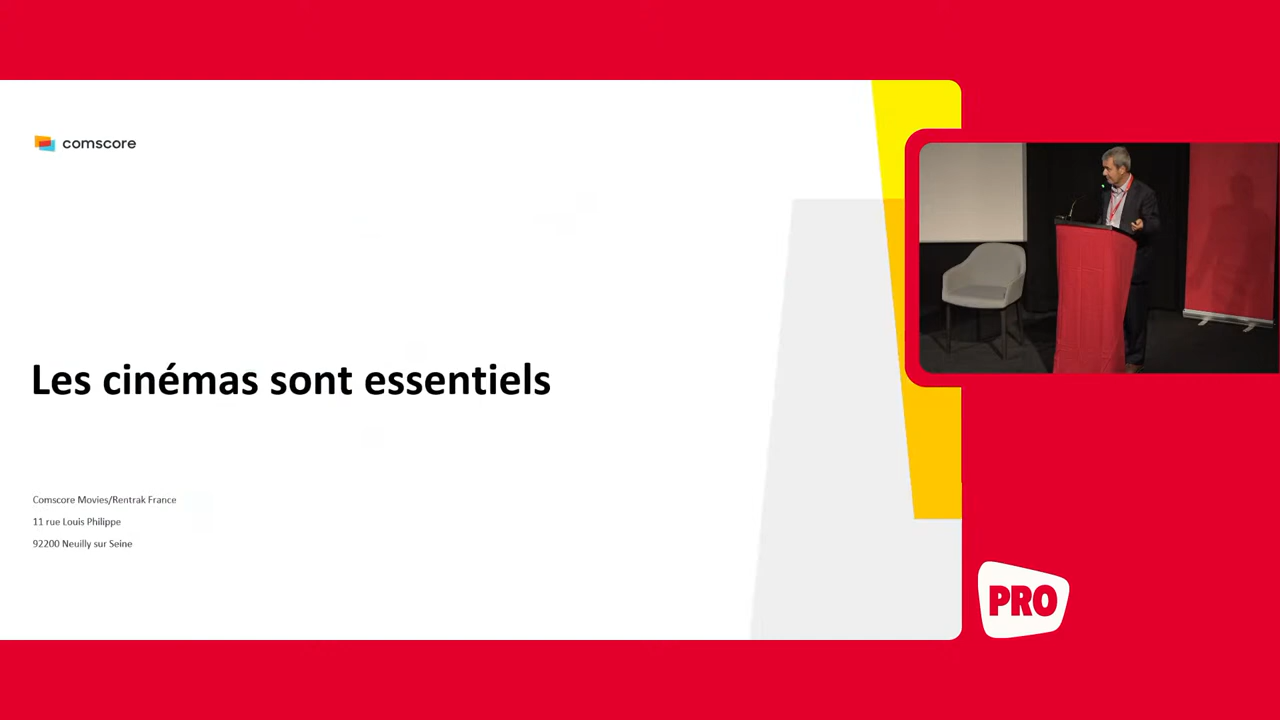 comscore
Les cinémas sont essentiels
Comscore Movies/Rentrak France
11 rue Louis Philippe
92200 Neuilly sur Seine
PRO